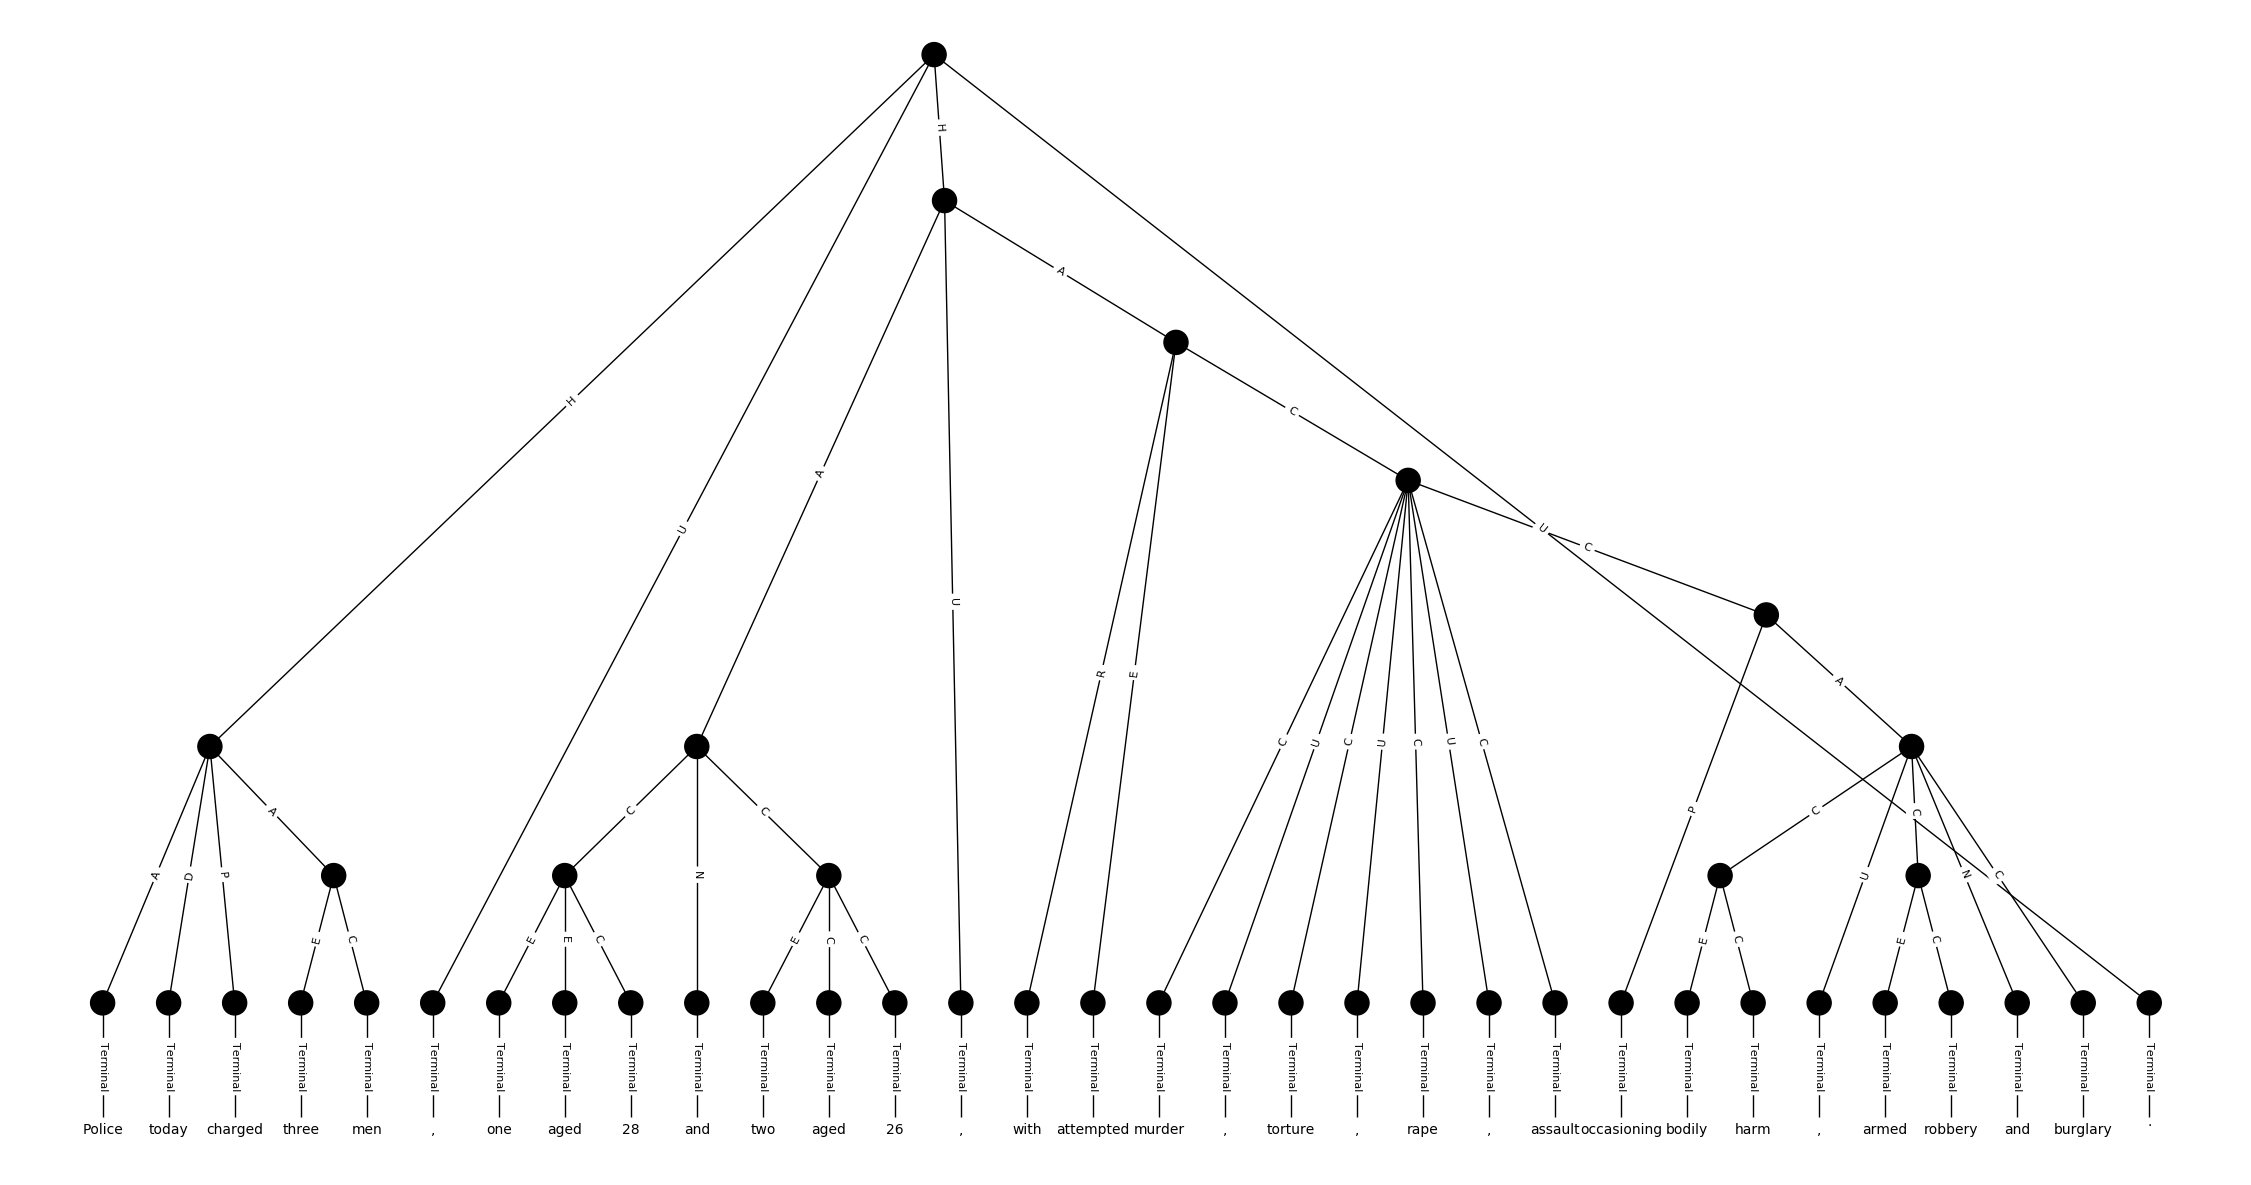 H
A
H
C
A
U
U
C
U
A
R
E
A
C
U
C
U
C
U
C
A
C
C
P
C
C
A
D
P
N
U
N
C
E
C
E
E
C
E
C
C
E
C
E
C
Terminal Terminal Terminal Terminal Terminal Terminal Terminal Terminal Terminal Terminal Terminal Terminal Terminal Terminal Terminal Terminal Terminal Terminal Terminal Terminal Terminal Terminal Terminal Terminal Terminal Terminal Terminal Terminal Terminal Terminal Terminal Terminal
Police today charged three men , one aged 28 and two aged 26 , with attempted murder , torture , rape , assault occasioning bodily harm , armed robbery and burglary .